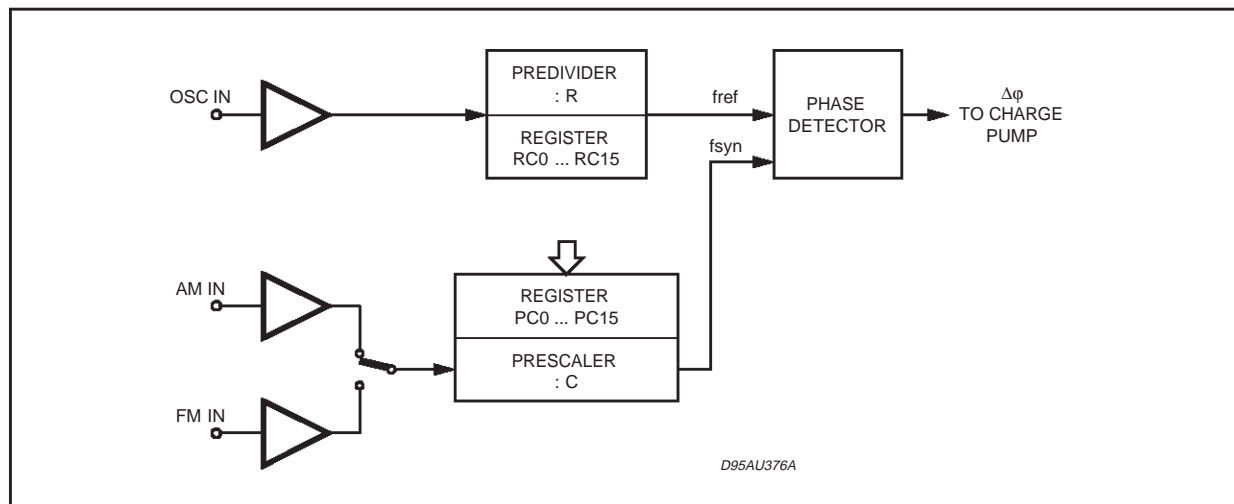 OSC IN
PREDIVIDER
: R
REGISTER
RC0 ... RC15
fref
fsyn
PHASE
DETECTOR
Δφ
TO CHARGE
PUMP
AM IN
REGISTER
PC0 ... PC15
PRESCALER
: C
FM IN
D95AU376A